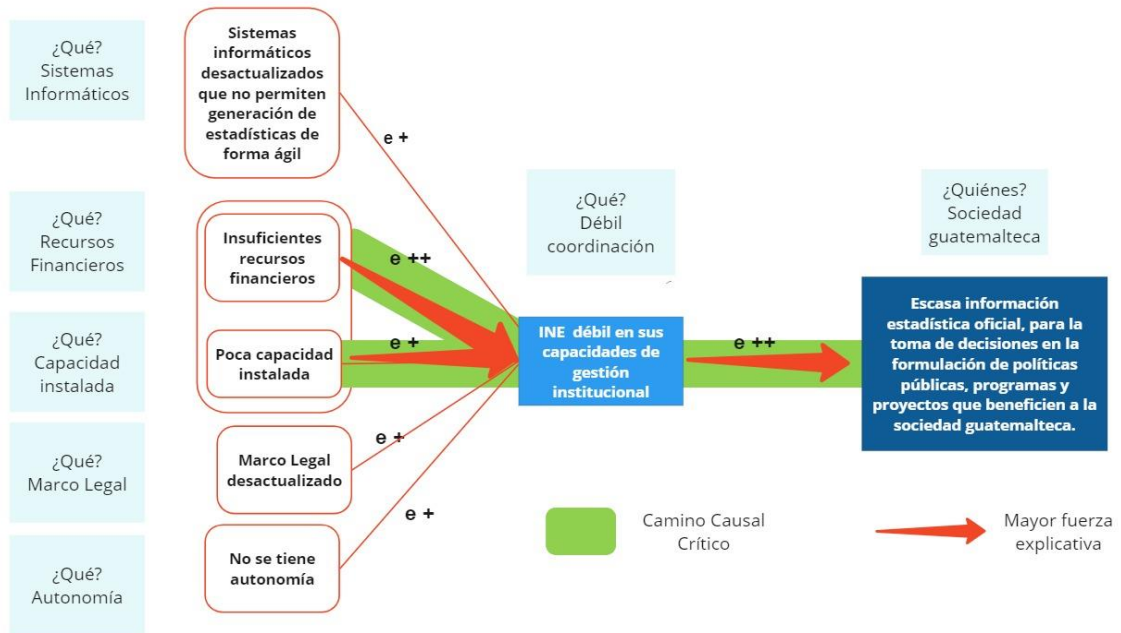 ¿Qué?
Sistemas
Informáticos
Sistemas
informáticos
desactualizados
que no permiten
generación de
estadísticas de
forma ágil
e +
¿Qué?
Recursos
Financieros
Insuficientes
recursos
financieros
e ++
¿Qué?
Débil
coordinación
¿Quiénes?
Sociedad
guatemalteca
¿Qué?
Capacidad
instalada
Poca capacidad
instalada
e +
INE débil en sus
capacidades de
gestión
institucional
e ++
Escasa información
estadística oficial, para la
toma de decisiones en la
formulación de políticas
públicas, programas y
proyectos que beneficien a la
sociedad guatemalteca.
¿Qué?
Marco Legal
Marco Legal
desactualizado
e +
¿Qué?
Autonomía
No se tiene
autonomía
e +
Camino Causal
Crítico
Mayor fuerza
explicativa